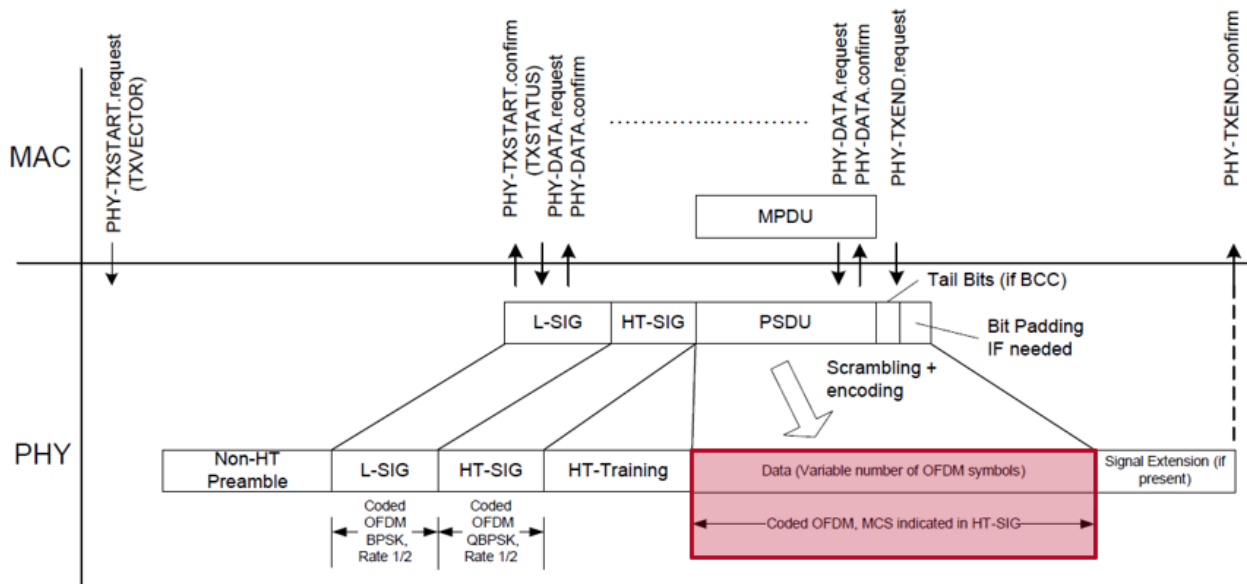 MAC
PHY-TXSTART.request
(TXVECTOR)
PHY-TXSTART.confirm
(TXSTATUS)
PHY-DATA.request
PHY-DATA.confirm
PHY-DATA.request
PHY-DATA.confirm
PHY-TXEND.request
PHY-TXEND.confirm
MPDU
Tail Bits (if BCC)
L-SIG
HT-SIG
PSDU
Bit Padding
IF needed
Scrambling +
encoding
PHY
Non-HT
Preamble
L-SIG
HT-SIG
HT-Training
Data (Variable number of OFDM symbols)
Signal Extension (if
present)
Coded
OFDM
BPSK,
Rate 1/2
Coded
OFDM
QBPSK,
Rate 1/2
Coded OFDM, MCS indicated in HT-SIG